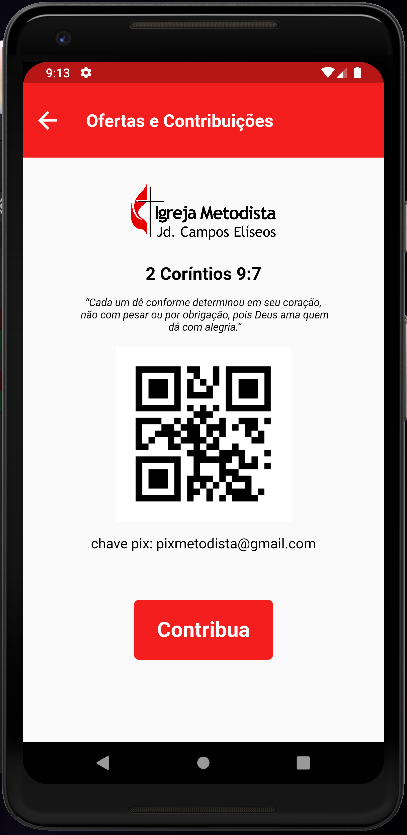 9:13
Ofertas e Contribuições
Igreja Metodista
Jd. Campos Elíseos
2 Coríntios 9:7
"Cada um dê conforme determinou em seu coração,
não com pesar ou por obrigação, pois Deus ama quem
dá com alegria."
chave pix: pixmetodista@gmail.com
Contribua